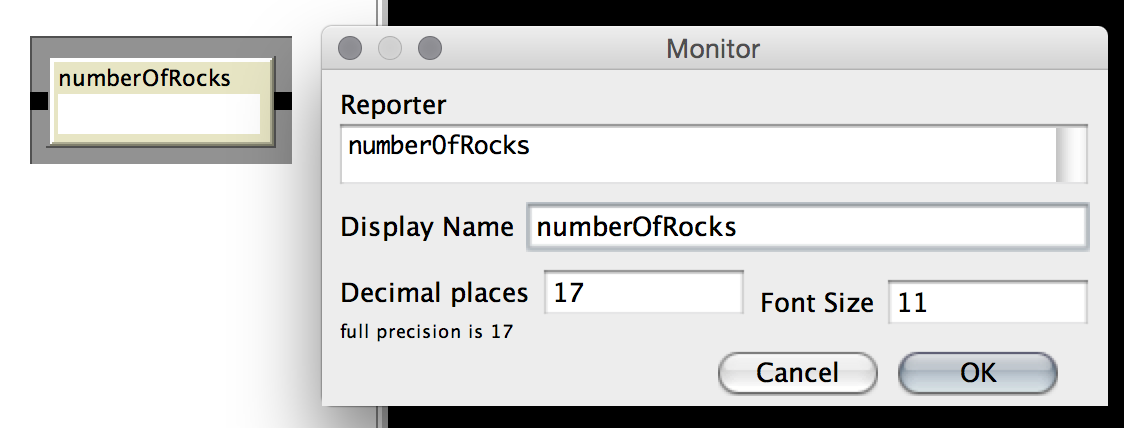 numberOfRocks
Monitor
Reporter
numberOfRocks
Display Name numberOfRocks
Decimal places 17 Font Size 11
full precision is 17
Cancel OK